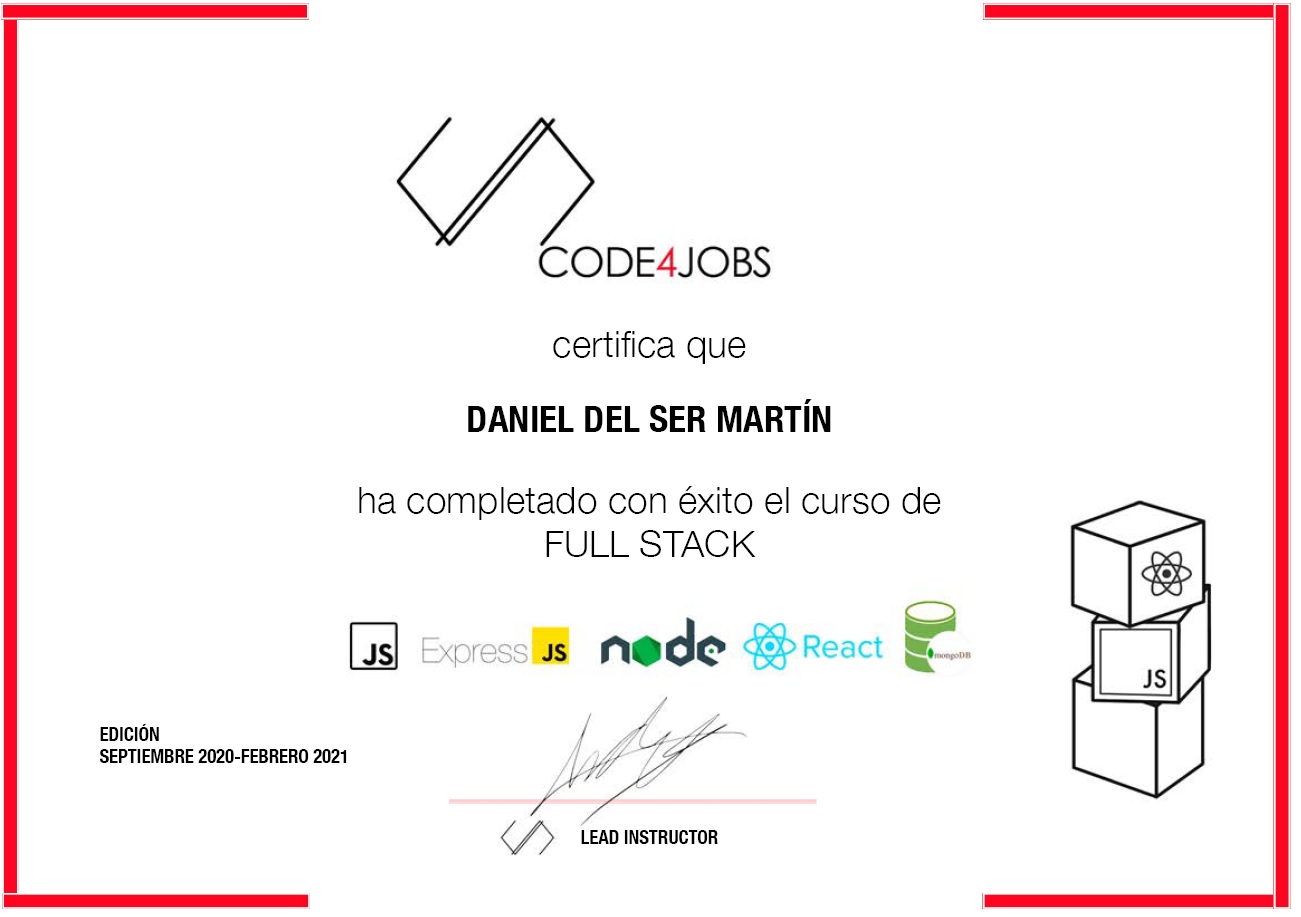 CODE4JOBS
certifica que
DANIEL DEL SER MARTÍN
ha completado con éxito el curso de
FULL STACK
JS Express JS node React mongoDB
JS
EDICIÓN
SEPTIEMBRE 2020-FEBRERO 2021
LEAD INSTRUCTOR